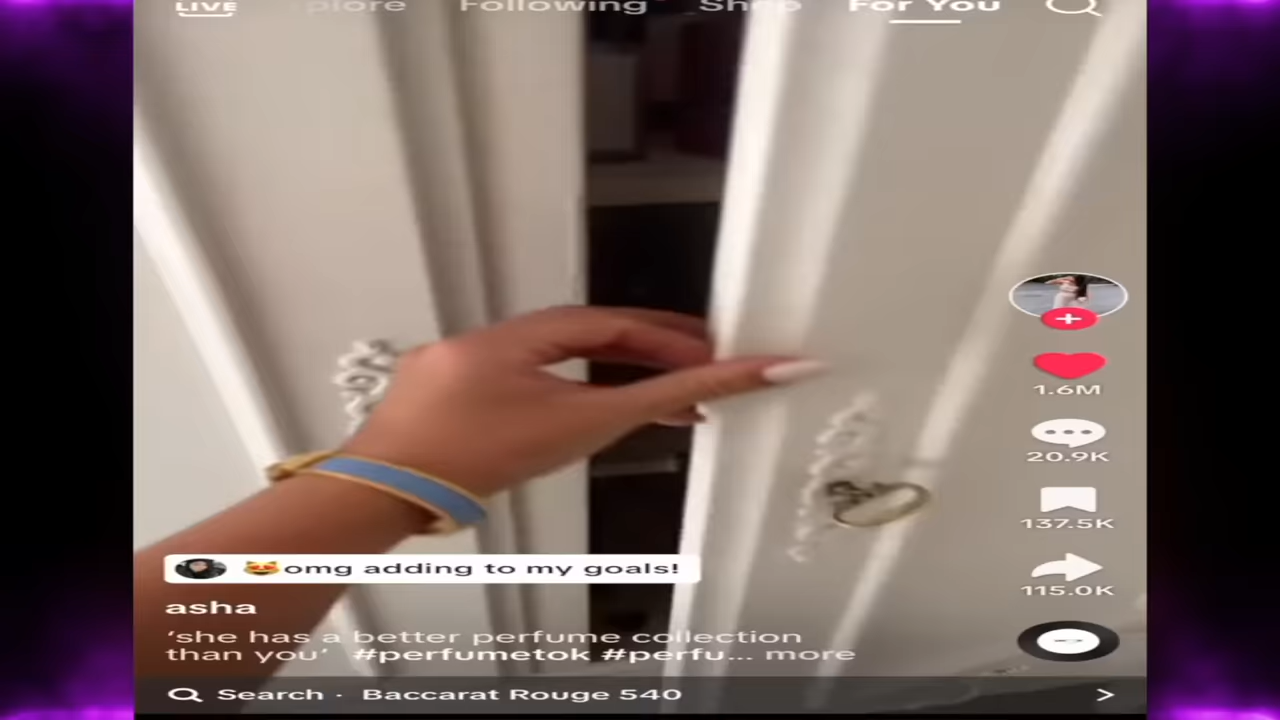 LIVE
Following
Shop
For You
1.6M
20.9K
137.5K
115.0K
omg adding to my goals!
asha
'she has a better perfume collection
than you' #perfumetok #perfu... more
Search · Baccarat Rouge 540